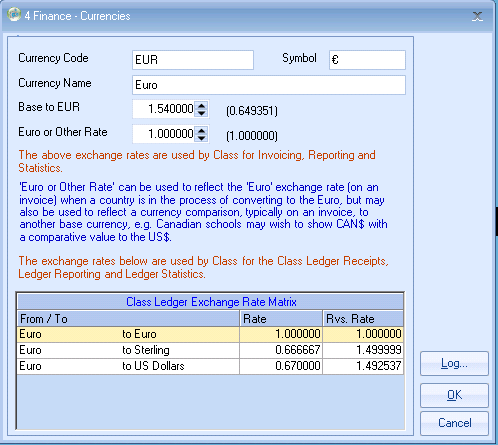 4 Finance - Currencies
Currency Code EUR Symbol €
Currency Name Euro
Base to EUR 1.540000 (0.649351)
Euro or Other Rate 1.000000 (1.000000)
The above exchange rates are used by Class for Invoicing, Reporting and
Statistics.
'Euro or Other Rate' can be used to reflect the 'Euro' exchange rate (on an
invoice) when a country is in the process of converting to the Euro, but may
also be used to reflect a currency comparison, typically on an invoice, to
another base currency, e.g. Canadian schools may wish to show CAN$ with
a comparative value to the US$.
The exchange rates below are used by Class for the Class Ledger Receipts,
Ledger Reporting and Ledger Statistics.
Class Ledger Exchange Rate Matrix
From / To Rate Rvs. Rate
Euro to Euro 1.000000 1.000000
Euro to Sterling 0.666667 1.499999
Euro to US Dollars 0.670000 1.492537
Log...
OK
Cancel